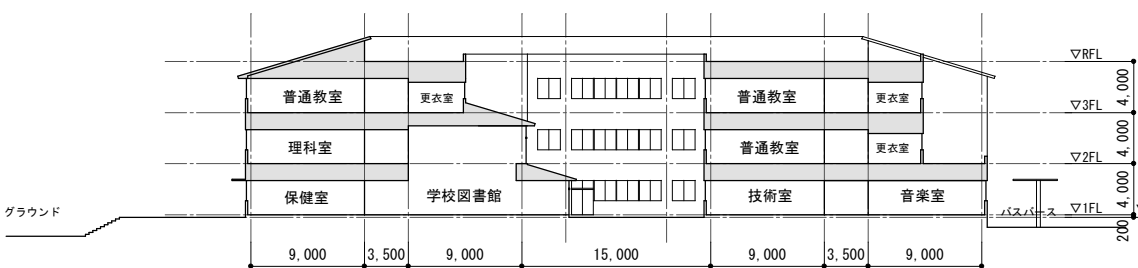 ▽RFL
4,000
普通教室
更衣室
普通教室
更衣室
▽3FL
4,000
理科室
普通教室
更衣室
▽2FL
4,000
保健室
学校図書館
技術室
音楽室
グラウンド
バスバース
▽1FL
200
9,000
3,500
9,000
15,000
9,000
3,500
9,000